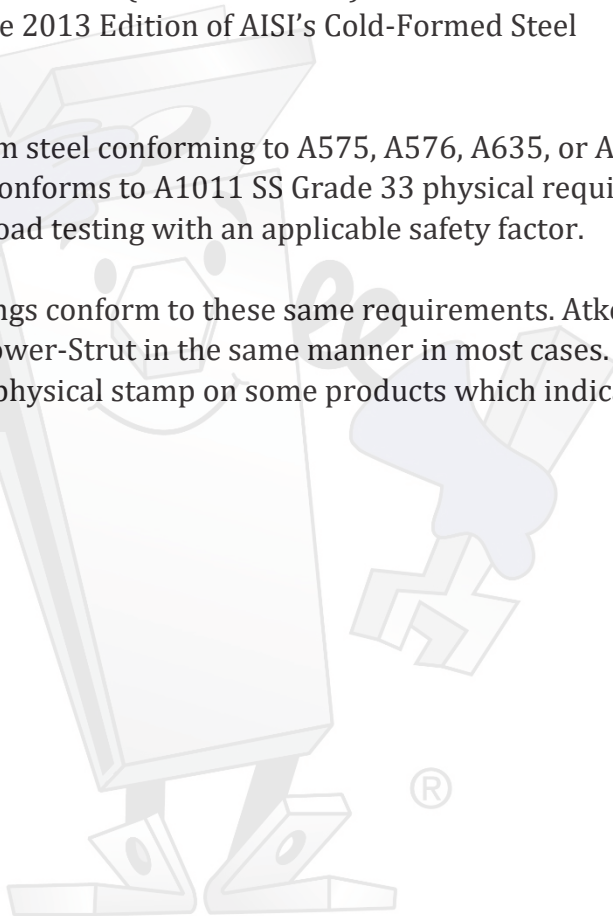 e 2013 Edition of AISI’s Cold-Formed Steel
m steel conforming to A575, A576, A635, or A
onforms to A1011 SS Grade 33 physical requi
oad testing with an applicable safety factor.
ngs conform to these same requirements. Atk
ower-Strut in the same manner in most cases.
physical stamp on some products which indic
®